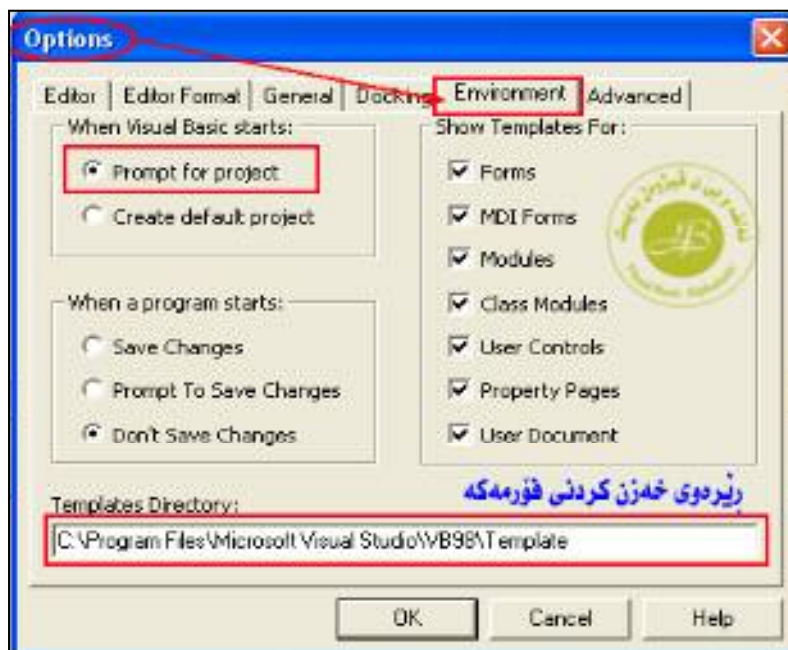 Options
Editor Editor Format General Docking Environment Advanced
When Visual Basic starts:
Prompt for project
Create default project
When a program starts:
Save Changes
Prompt To Save Changes
Don't Save Changes
Show Templates For:
Forms
MDI Forms
Modules
Class Modules
User Controls
Property Pages
User Document
ڕێڕەوی خەزن کردنی فۆرمەکە
Templates Directory:
C:\Program Files\Microsoft Visual Studio\VB98\Template
OK Cancel Help